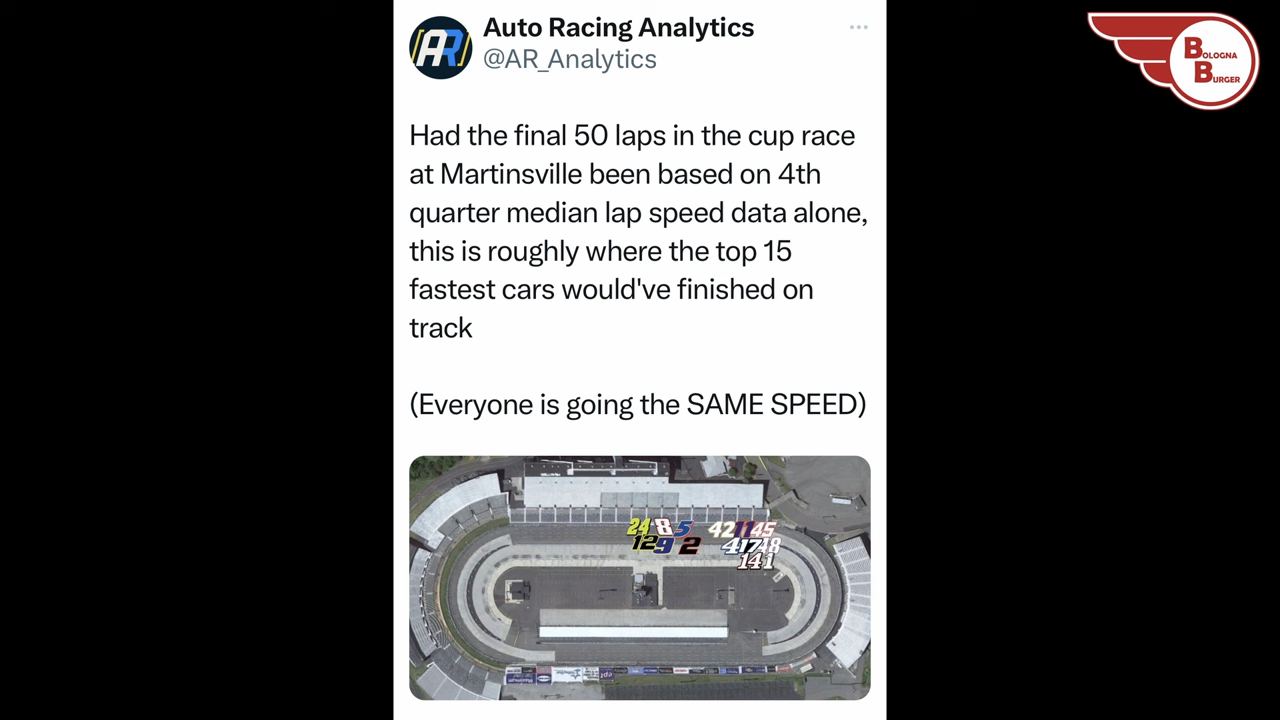 Auto Racing Analytics
@AR_Analytics
BOLOGNA
BURGER
Had the final 50 laps in the cup race
at Martinsville been based on 4th
quarter median lap speed data alone,
this is roughly where the top 15
fastest cars would've finished on
track
(Everyone is going the SAME SPEED)
24 8 5 42 11 45
12 9 2 4 17 48
14 1